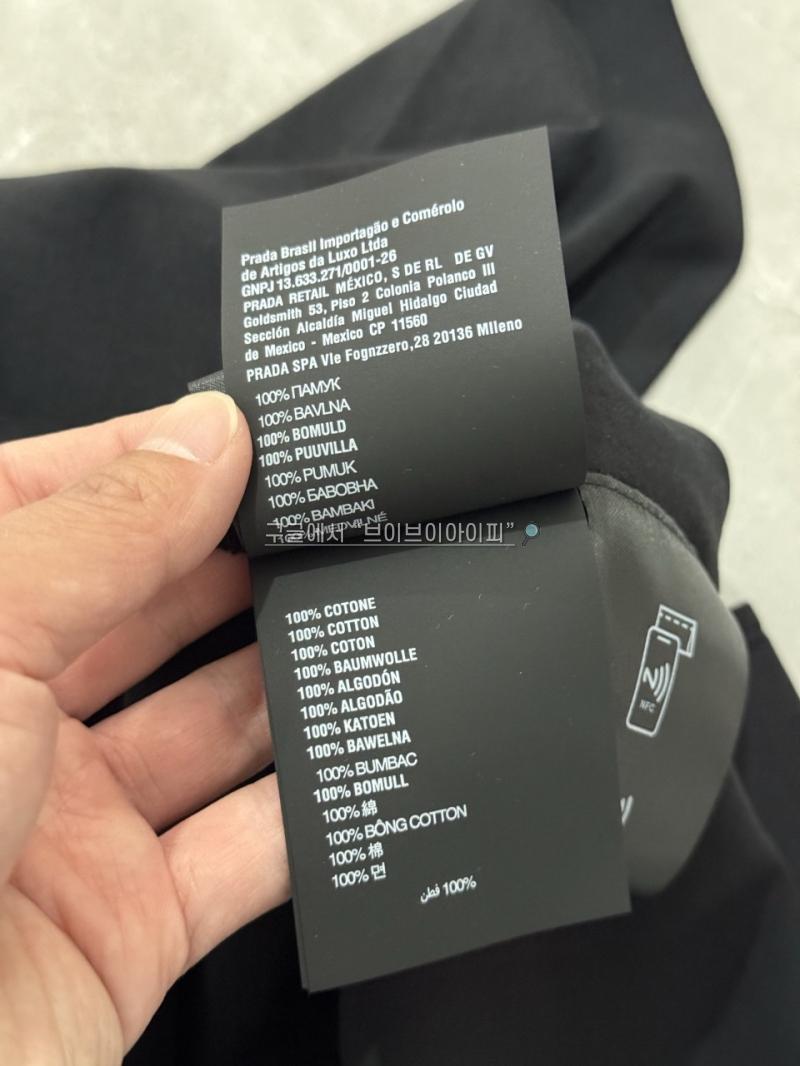 Prada Brasil Importagão e Comérolo
de Artigos da Luxo Ltda
GNPJ 13.633.271/0001-26
PRADA RETAIL MÉXICO, S DE RL DE GV
Goldsmith 53, Piso 2 Colonia Polanco III
Sección Alcaldía Miguel Hidalgo Ciudad
de Mexico - Mexico CP 11560
PRADA SPA Vie Fognzzero,28 20136 Mileno
100% ПАМУК
100% BAVLNA
100% BOMULD
100% PUUVILLA
100% PUMUK
100% БАВОВНА
100% BAMBAKI
구글에서 “브이브이아이피”
100% COTONE
100% COTTON
100% COTON
100% BAUMWOLLE
100% ALGODÓN
100% ALGODÃO
100% KATOEN
100% BAWELNA
100% BUMBAC
100% BOMULL
100% 綿
100% BÔNG COTTON
100% 棉
100% 면
100% قطن
NFC